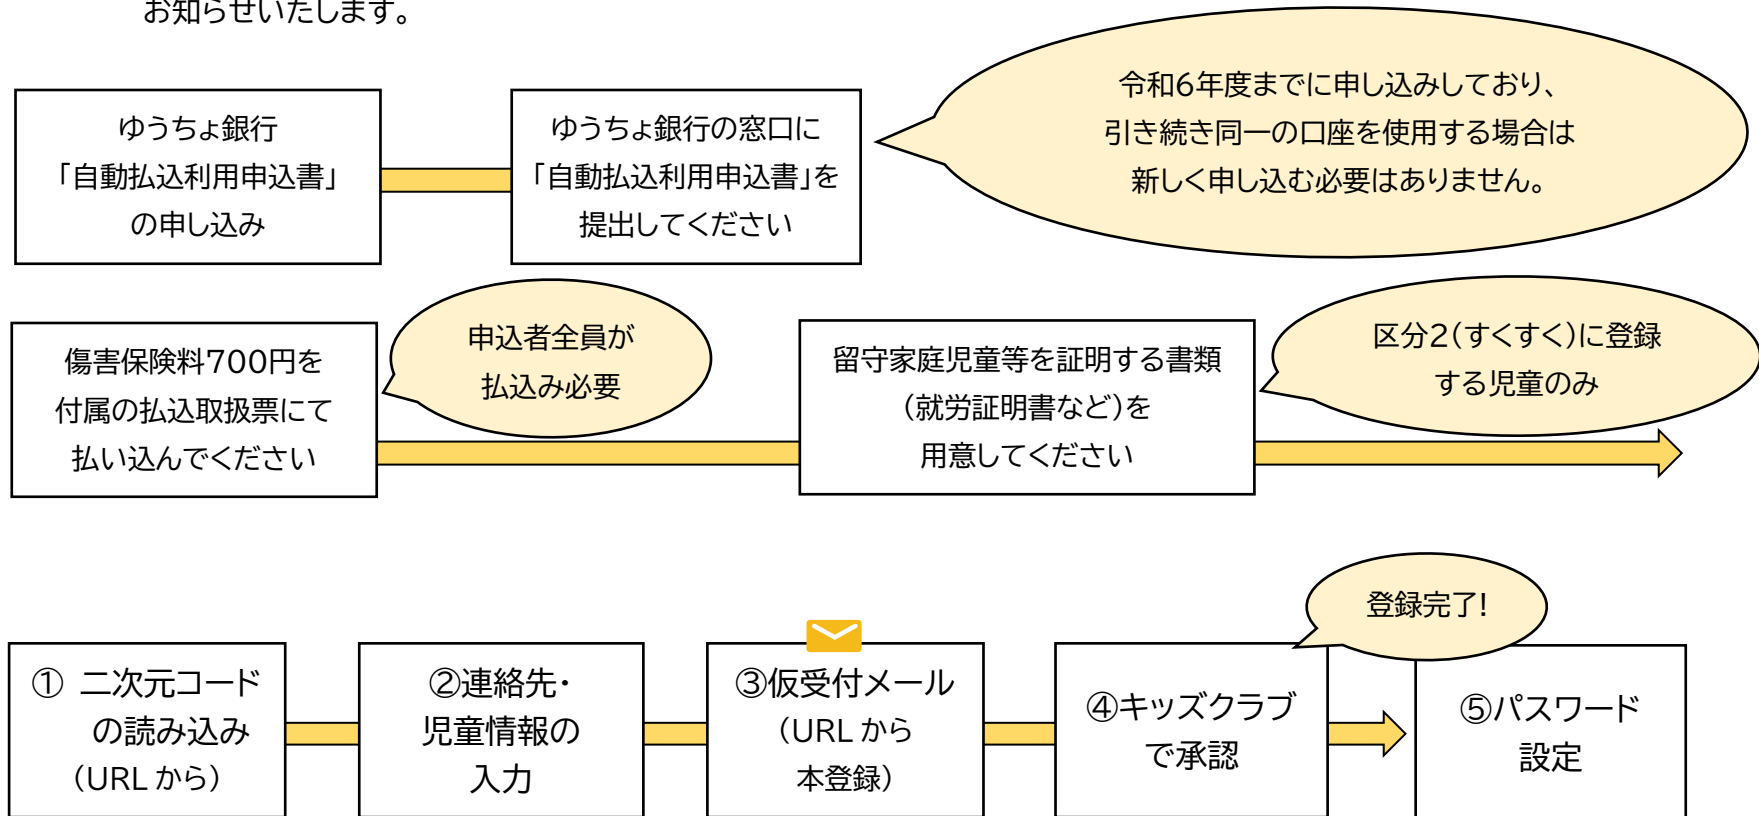 お知らせいたします。
ゆうちょ銀行
「自動払込利用申込書」
の申し込み
ゆうちょ銀行の窓口に
「自動払込利用申込書」を
提出してください
令和6年度までに申し込みしており、
引き続き同一の口座を使用する場合は
新しく申し込む必要はありません。
傷害保険料700円を
付属の払込取扱票にて
払い込んでください
申込者全員が
払込み必要
留守家庭児童等を証明する書類
(就労証明書など)を
用意してください
区分2(すくすく)に登録
する児童のみ
① 二次元コード
の読み込み
(URL から)
②連絡先・
児童情報の
入力
③仮受付メール
(URL から
本登録)
④キッズクラブ
で承認
登録完了!
⑤パスワード
設定